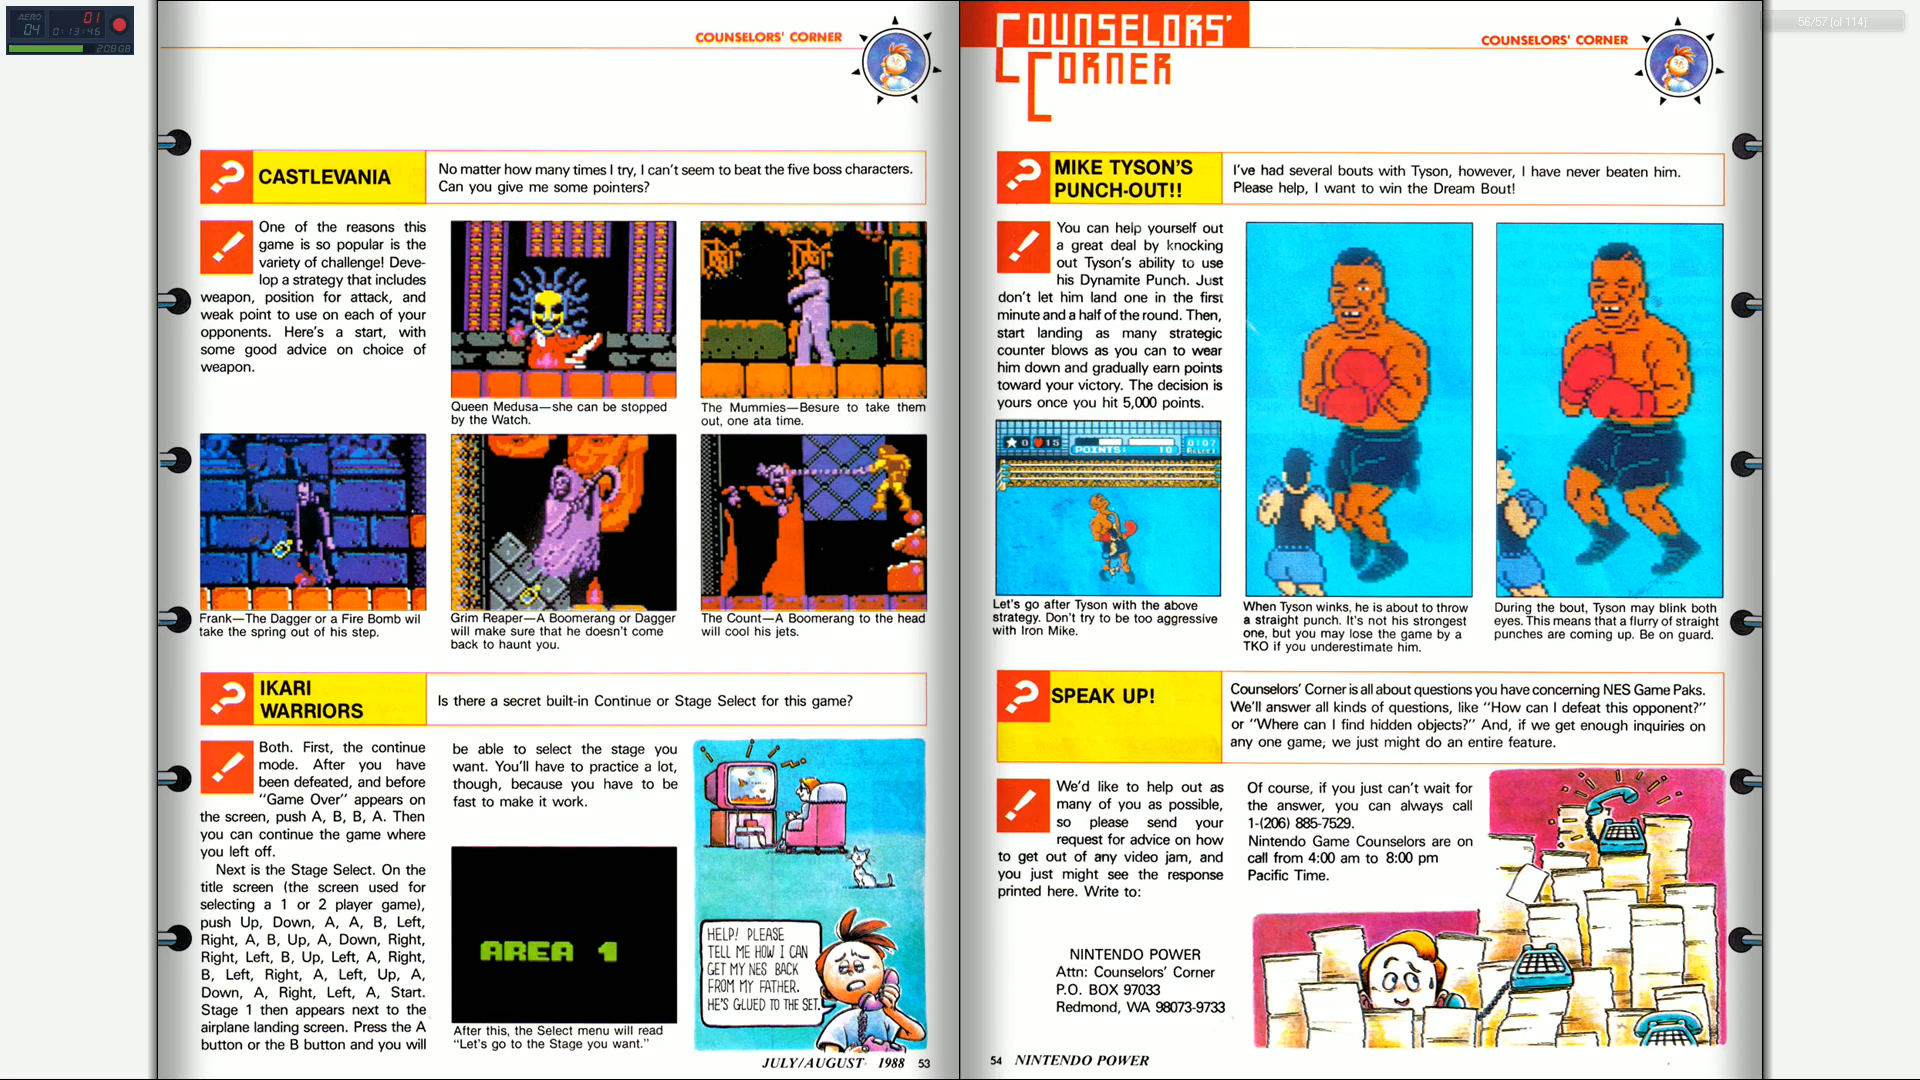 AERO
04
01
0:13:46
208GB
56/57 (of 114)
COUNSELORS' CORNER
CASTLEVANIA
No matter how many times I try, I can't seem to beat the five boss characters.
Can you give me some pointers?
One of the reasons this
game is so popular is the
variety of challenge! Deve-
lop a strategy that includes
weapon, position for attack, and
weak point to use on each of your
opponents. Here's a start, with
some good advice on choice of
weapon.
Queen Medusa—she can be stopped
by the Watch.
The Mummies—Besure to take them
out, one ata time.
Frank—The Dagger or a Fire Bomb wil
take the spring out of his step.
Grim Reaper—A Boomerang or Dagger
will make sure that he doesn't come
back to haunt you.
The Count—A Boomerang to the head
will cool his jets.
IKARI
WARRIORS
Is there a secret built-in Continue or Stage Select for this game?
Both. First, the continue
mode. After you have
been defeated, and before
"Game Over" appears on
the screen, push A, B, B, A. Then
you can continue the game where
you left off.
Next is the Stage Select. On the
title screen (the screen used for
selecting a 1 or 2 player game),
push Up, Down, A, A, B, Left,
Right, A, B, Up, A, Down, Right,
Right, Left, B, Up, Left, A, Right,
B, Left, Right, A, Left, Up, A,
Down, A, Right, Left, A, Start.
Stage 1 then appears next to the
airplane landing screen. Press the A
button or the B button and you will
be able to select the stage you
want. You'll have to practice a lot,
though, because you have to be
fast to make it work.
AREA 1
After this, the Select menu will read
"Let's go to the Stage you want."
HELP! PLEASE
TELL ME HOW I CAN
GET MY NES BACK
FROM MY FATHER.
HE'S GLUED TO THE SET.
JULY/AUGUST 1988 53
COUNSELORS'
CORNER
COUNSELORS' CORNER
MIKE TYSON'S
PUNCH-OUT!!
I've had several bouts with Tyson, however, I have never beaten him.
Please help, I want to win the Dream Bout!
You can help yourself out
a great deal by knocking
out Tyson's ability to use
his Dynamite Punch. Just
don't let him land one in the first
minute and a half of the round. Then,
start landing as many strategic
counter blows as you can to wear
him down and gradually earn points
toward your victory. The decision is
yours once you hit 5,000 points.
0 15
0:07
POINTS: 10
Let's go after Tyson with the above
strategy. Don't try to be too aggressive
with Iron Mike.
When Tyson winks, he is about to throw
a straight punch. It's not his strongest
one, but you may lose the game by a
TKO if you underestimate him.
During the bout, Tyson may blink both
eyes. This means that a flurry of straight
punches are coming up. Be on guard.
SPEAK UP!
Counselors' Corner is all about questions you have concerning NES Game Paks.
We'll answer all kinds of questions, like "How can I defeat this opponent?"
or "Where can I find hidden objects?" And, if we get enough inquiries on
any one game, we just might do an entire feature.
We'd like to help out as
many of you as possible,
so please send your
request for advice on how
to get out of any video jam, and
you just might see the response
printed here. Write to:
NINTENDO POWER
Attn: Counselors' Corner
P.O. BOX 97033
Redmond, WA 98073-9733
Of course, if you just can't wait for
the answer, you can always call
1-(206) 885-7529.
Nintendo Game Counselors are on
call from 4:00 am to 8:00 pm
Pacific Time.
54 NINTENDO POWER